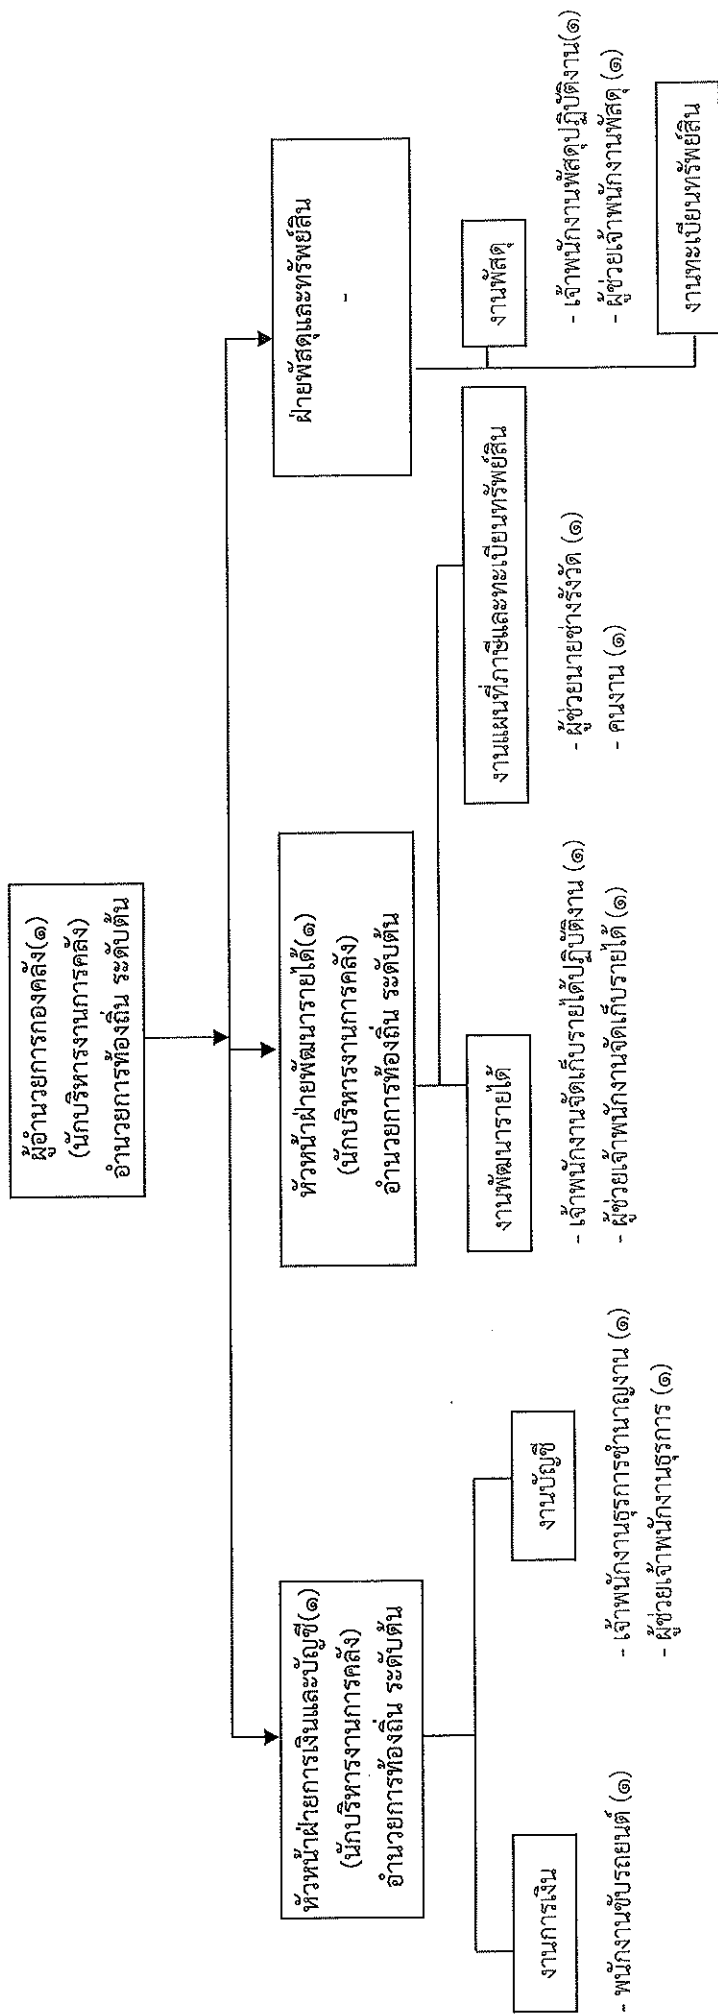 ผู้อำนวยการกองคลัง(๑)
(นักบริหารงานการคลัง)
อำนวยการท้องถิ่น ระดับต้น
หัวหน้าฝ่ายการเงินและบัญชี(๑)
(นักบริหารงานการคลัง)
อำนวยการท้องถิ่น ระดับต้น
งานการเงิน
- พนักงานขับรถยนต์ (๑)
งานบัญชี
- เจ้าพนักงานธุรการชำนาญงาน (๑)
- ผู้ช่วยเจ้าพนักงานธุรการ (๑)
หัวหน้าฝ่ายพัฒนารายได้(๑)
(นักบริหารงานการคลัง)
อำนวยการท้องถิ่น ระดับต้น
งานพัฒนารายได้
- เจ้าพนักงานจัดเก็บรายได้ปฏิบัติงาน (๑)
- ผู้ช่วยเจ้าพนักงานจัดเก็บรายได้ (๑)
งานแผนที่ภาษีและทะเบียนทรัพย์สิน
- ผู้ช่วยนายช่างรังวัด (๑)
- คนงาน (๑)
ฝ่ายพัสดุและทรัพย์สิน
-
งานพัสดุ
- เจ้าพนักงานพัสดุปฏิบัติงาน(๑)
- ผู้ช่วยเจ้าพนักงานพัสดุ (๑)
งานทะเบียนทรัพย์สิน